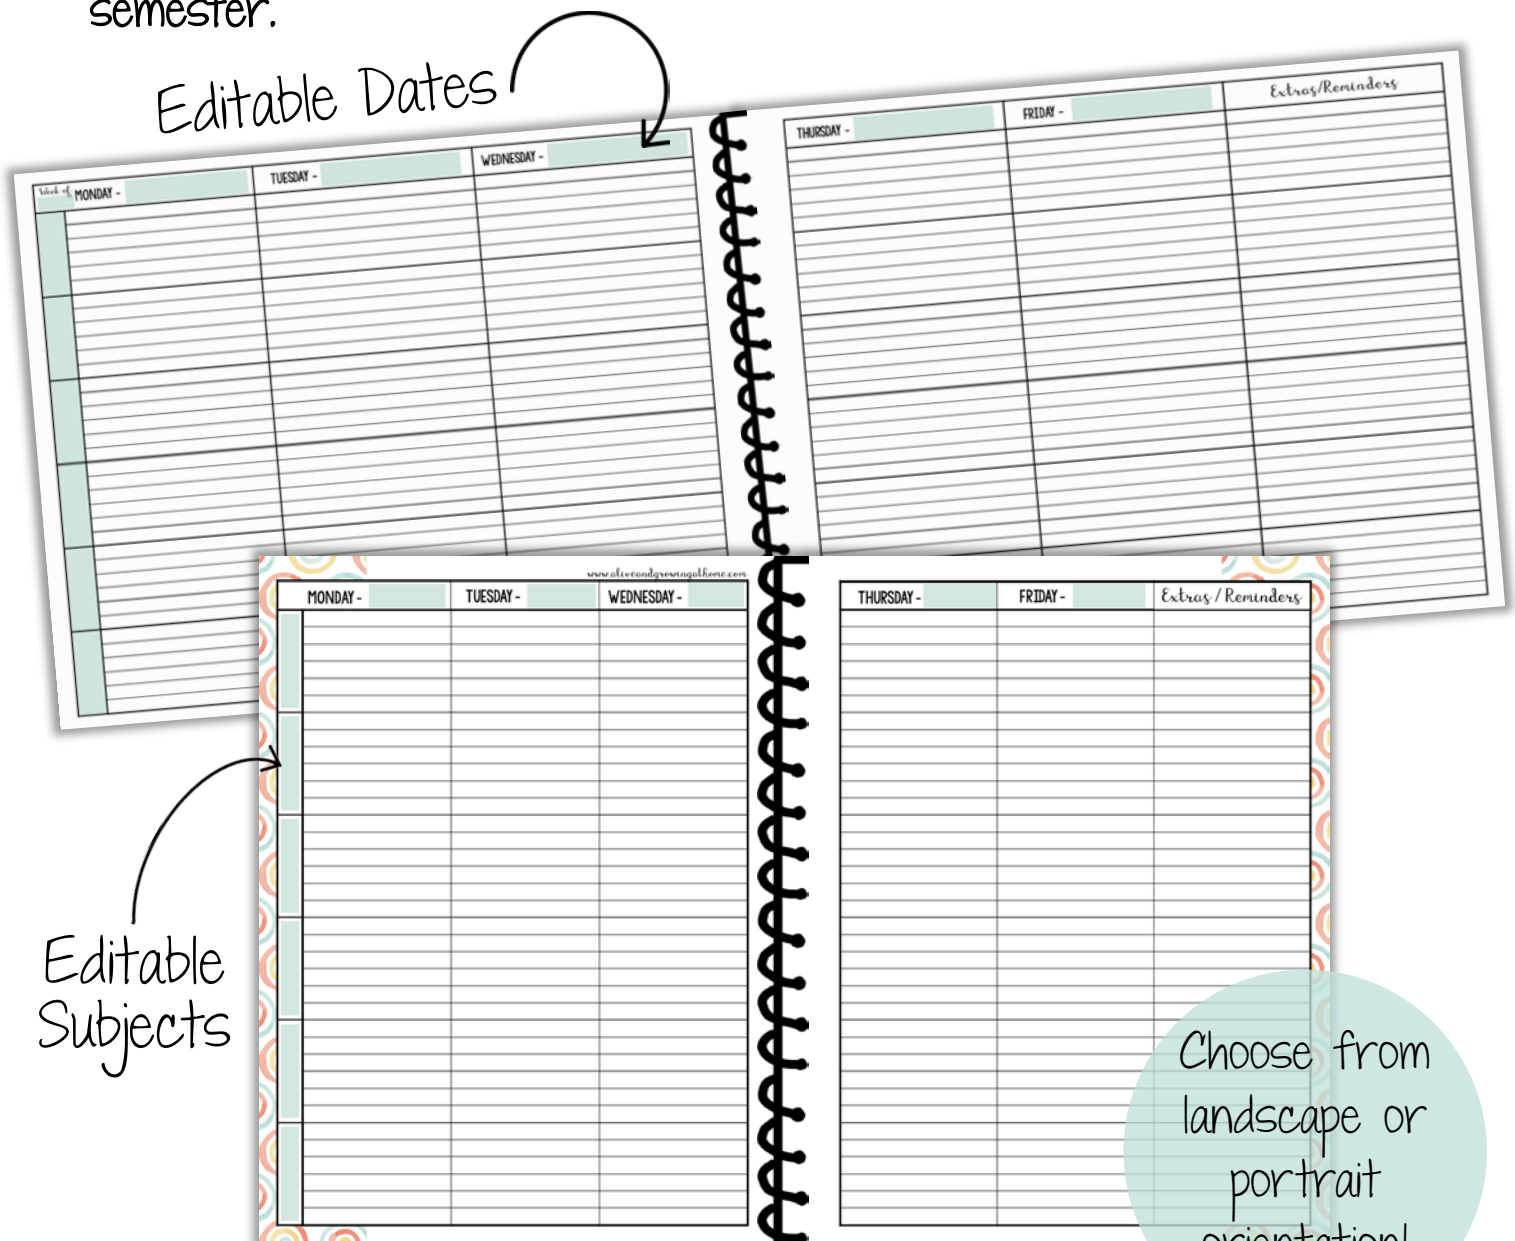 semester.
Editable Dates
Week of
MONDAY -
TUESDAY -
WEDNESDAY -
THURSDAY -
FRIDAY -
Extras/Reminders
www.aliveandgrowingathome.com
MONDAY -
TUESDAY -
WEDNESDAY -
THURSDAY -
FRIDAY -
Extras / Reminders
Editable
Subjects
Choose from
landscape or
portrait
orientation!